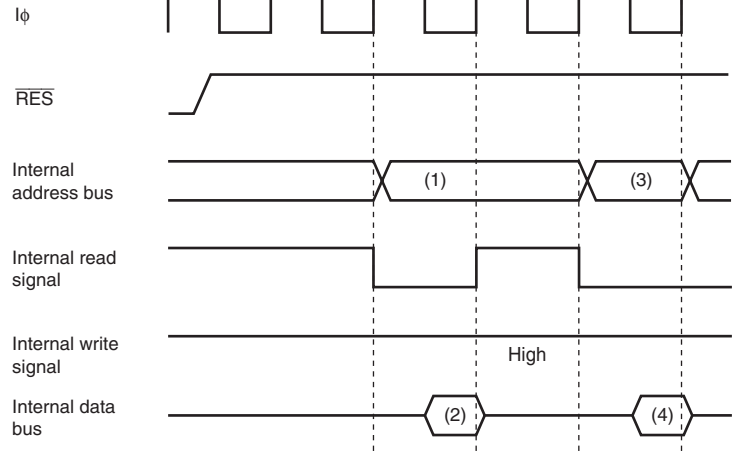 Iϕ
RES
Internal
address bus
(1)
(3)
Internal read
signal
Internal write
signal
High
Internal data
bus
(2)
(4)